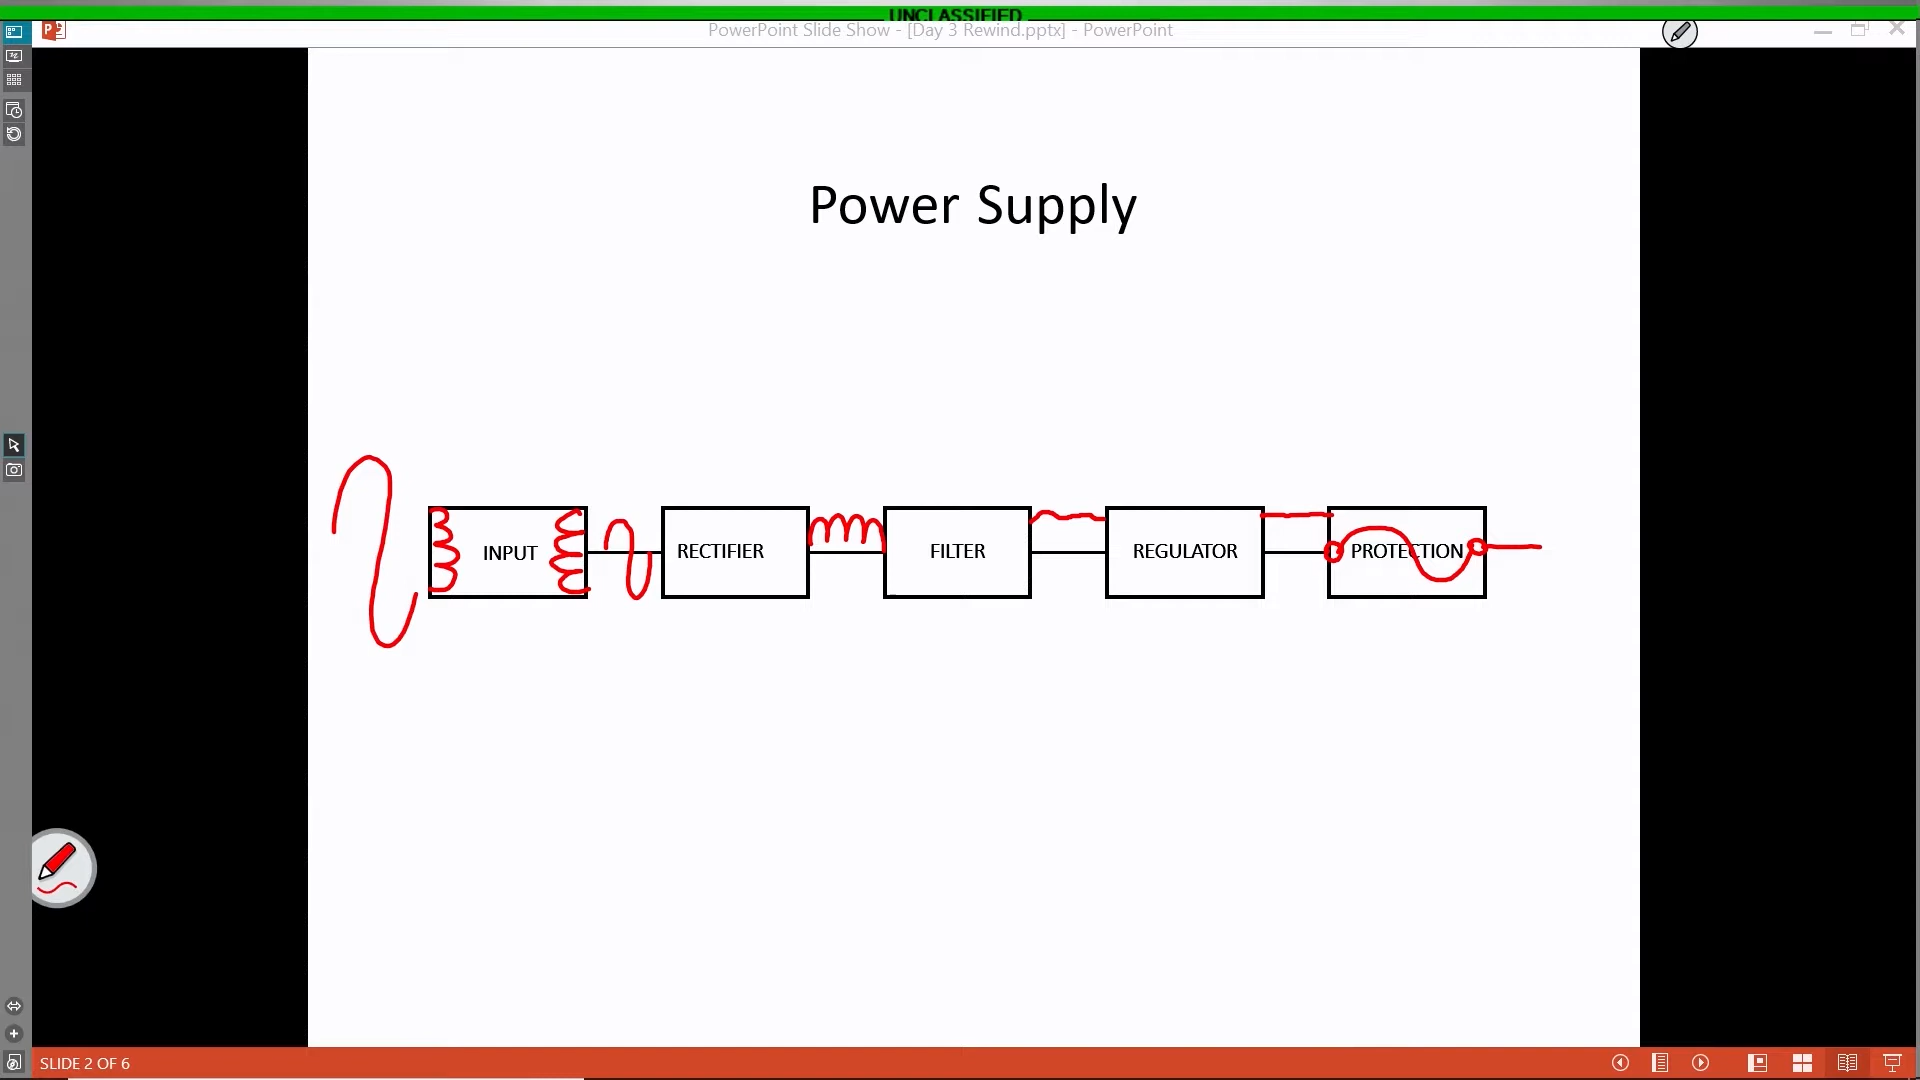 UNCLASSIFIED
PowerPoint Slide Show - [Day 3 Rewind.pptx] - PowerPoint
Power Supply
INPUT RECTIFIER FILTER REGULATOR PROTECTION
SLIDE 2 OF 6